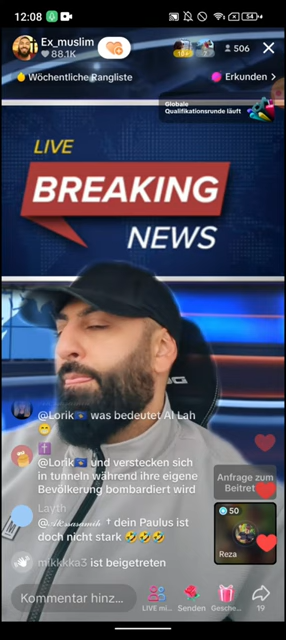 12:08
54
Ex_muslim
88.1K
506
Wöchentliche Rangliste
Erkunden >
Globale
Qualifikationsrunde läuft
LIVE
BREAKING
NEWS
@Lorik was bedeutet Al Lah
😁
✝️
@Lorik und verstecken sich
in tunneln während ihre eigene
Bevölkerung bombardiert wird
Anfrage zum
Beitret
Layth
† dein Paulus ist
doch nicht stark 🤣🤣🤣
50
Reza
mikkkka3 ist beigetreten
Kommentar hinz...
LIVE mi...
Senden
Gesche...
19